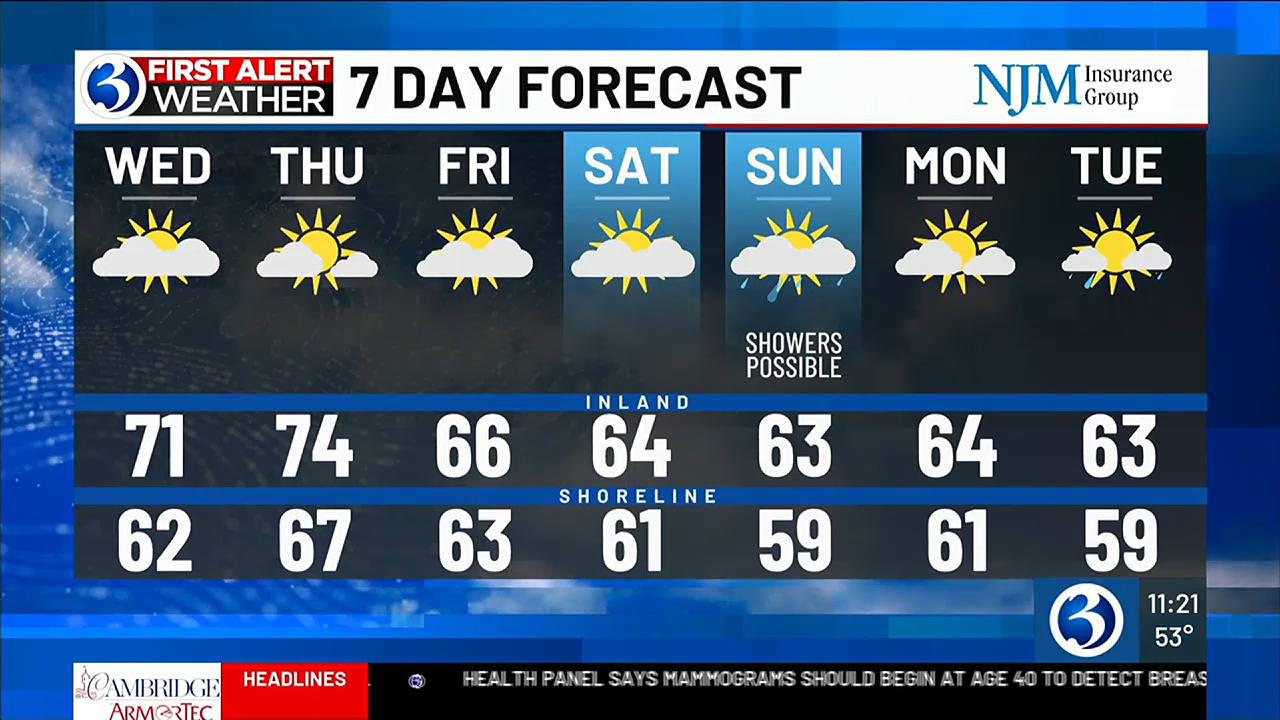 3 FIRST ALERT
WEATHER
7 DAY FORECAST
NJM Insurance
Group
WED THU FRI SAT SUN MON TUE
SHOWERS
POSSIBLE
INLAND
71 74 66 64 63 64 63
SHORELINE
62 67 63 61 59 61 59
3
11:21
53°
CAMBRIDGE
ARMORTEC
HEADLINES
HEALTH PANEL SAYS MAMMOGRAMS SHOULD BEGIN AT AGE 40 TO DETECT BREAS